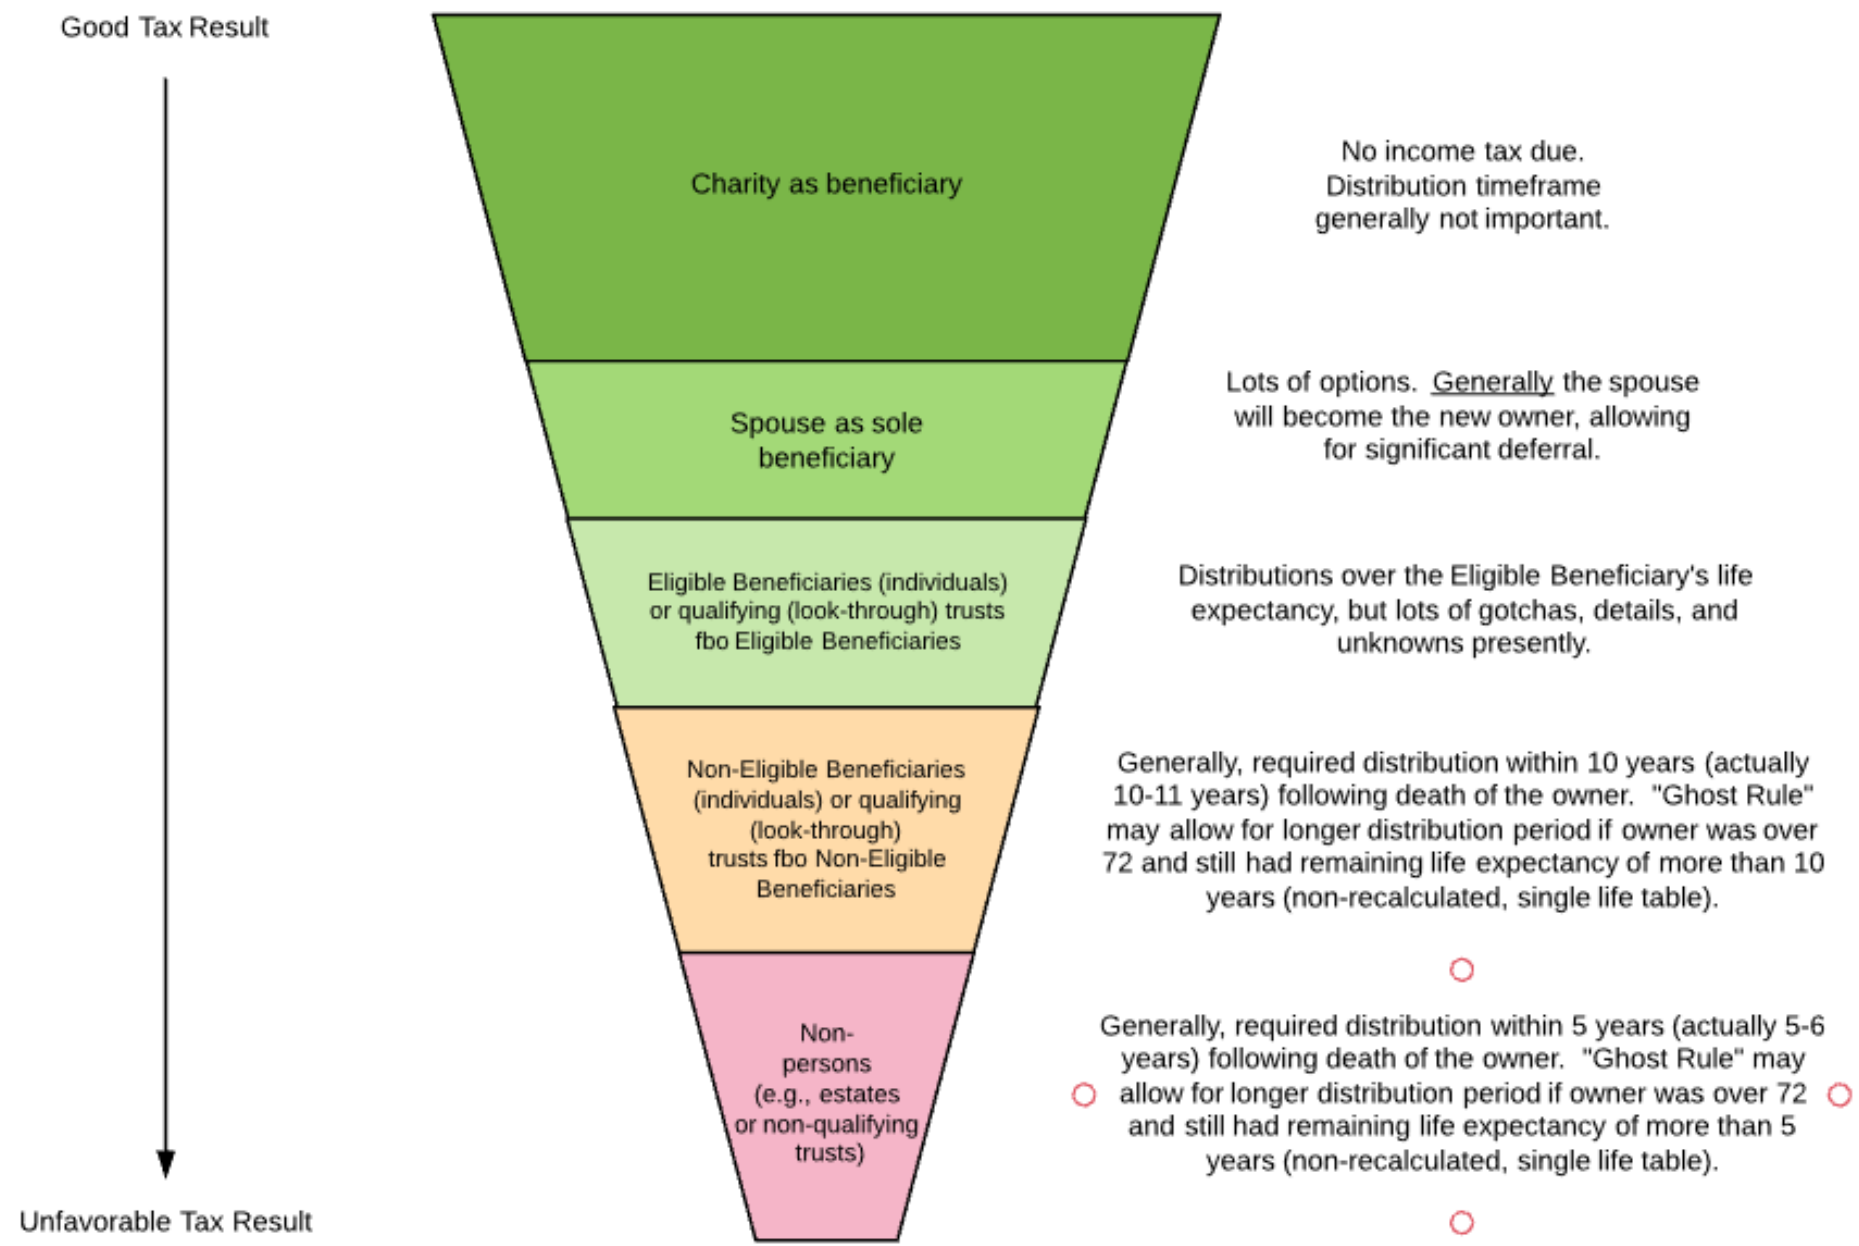 Good Tax Result
Charity as beneficiary
No income tax due.
Distribution timeframe
generally not important.
Spouse as sole
beneficiary
Lots of options.  Generally the spouse
will become the new owner, allowing
for significant deferral.
Eligible Beneficiaries (individuals)
or qualifying (look-through) trusts
fbo Eligible Beneficiaries
Distributions over the Eligible Beneficiary's life
expectancy, but lots of gotchas, details, and
unknowns presently.
Non-Eligible Beneficiaries
(individuals) or qualifying
(look-through)
trusts fbo Non-Eligible
Beneficiaries
Generally, required distribution within 10 years (actually
10-11 years) following death of the owner.  "Ghost Rule"
may allow for longer distribution period if owner was over
72 and still had remaining life expectancy of more than 10
years (non-recalculated, single life table).
Non-
persons
(e.g., estates
or non-qualifying
trusts)
Generally, required distribution within 5 years (actually 5-6
years) following death of the owner.  "Ghost Rule" may
allow for longer distribution period if owner was over 72
and still had remaining life expectancy of more than 5
years (non-recalculated, single life table).
Unfavorable Tax Result